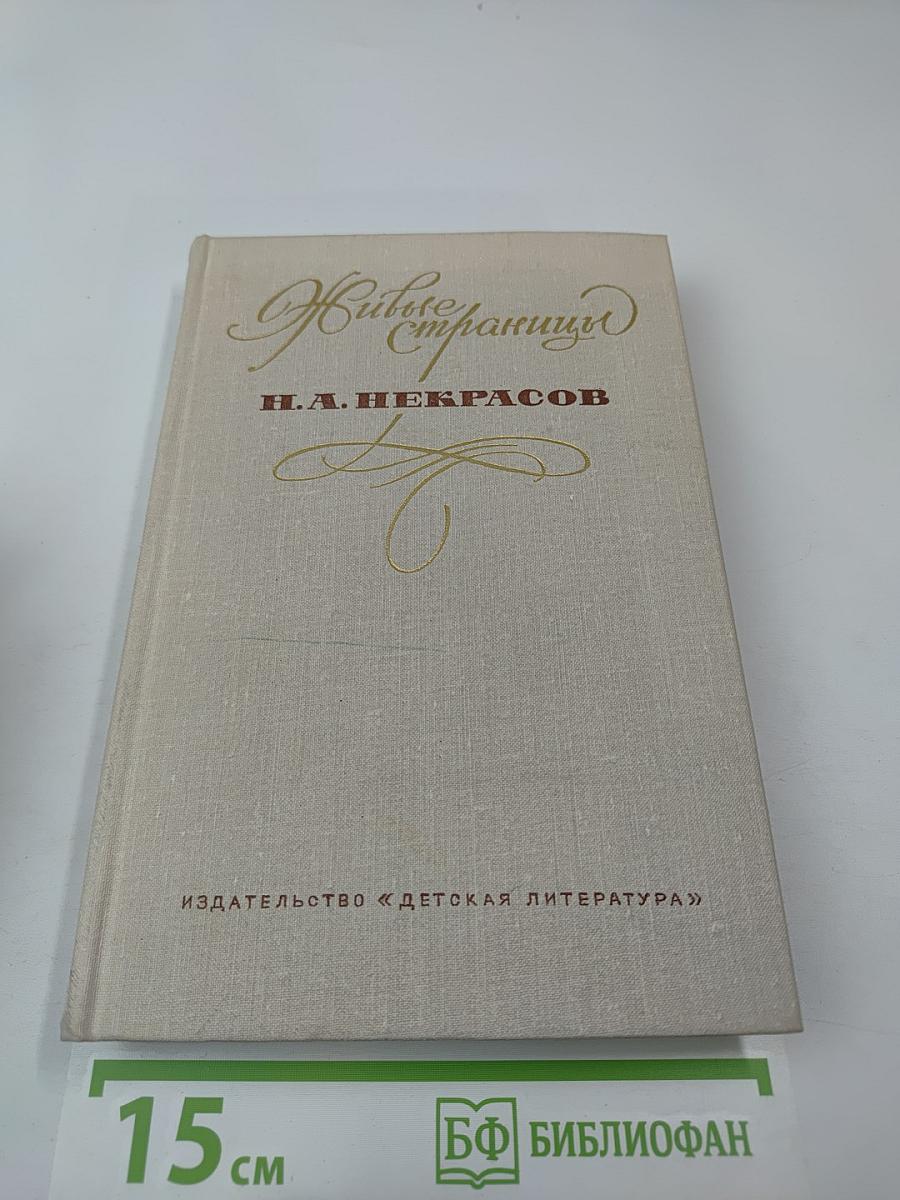 Живые
страницы
Н. А. НЕКРАСОВ
ИЗДАТЕЛЬСТВО «ДЕТСКАЯ ЛИТЕРАТУРА»
15 см
БФ БИБЛИОФАН